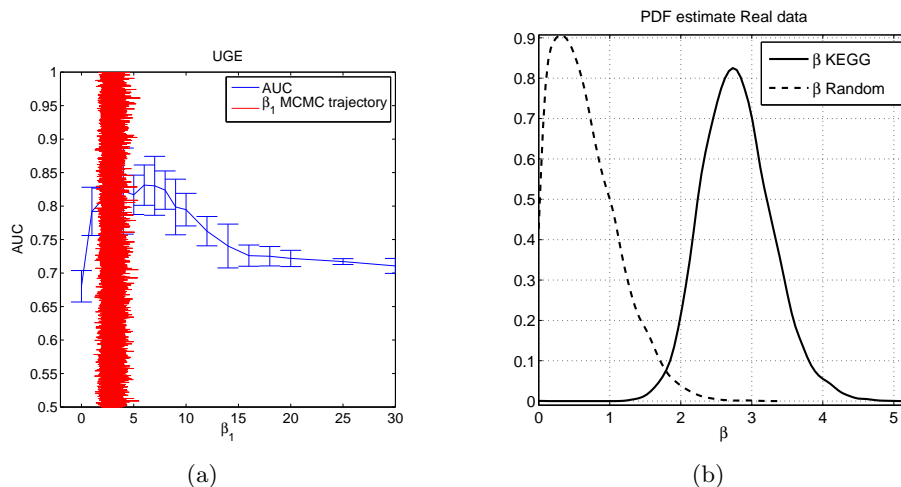 UGE
AUC
β1 MCMC trajectory
1
0.95
0.9
0.85
0.8
0.75
0.7
0.65
0.6
0.55
0.5
AUC
0 5 10 15 20 25 30
β1
(a)
PDF estimate Real data
β KEGG
β Random
0.9
0.8
0.7
0.6
0.5
0.4
0.3
0.2
0.1
0
0 1 2 3 4 5
β
(b)